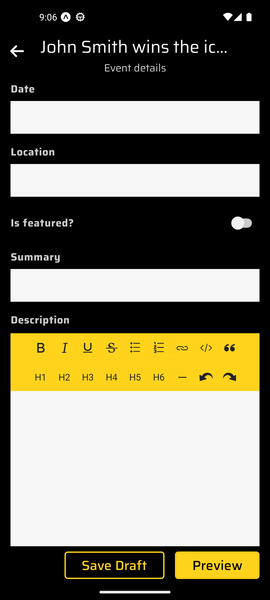 9:06
John Smith wins the ic...
Event details
Date
Location
Is featured?
Summary
Description
B I U S </>
H1 H2 H3 H4 H5 H6
Save Draft Preview